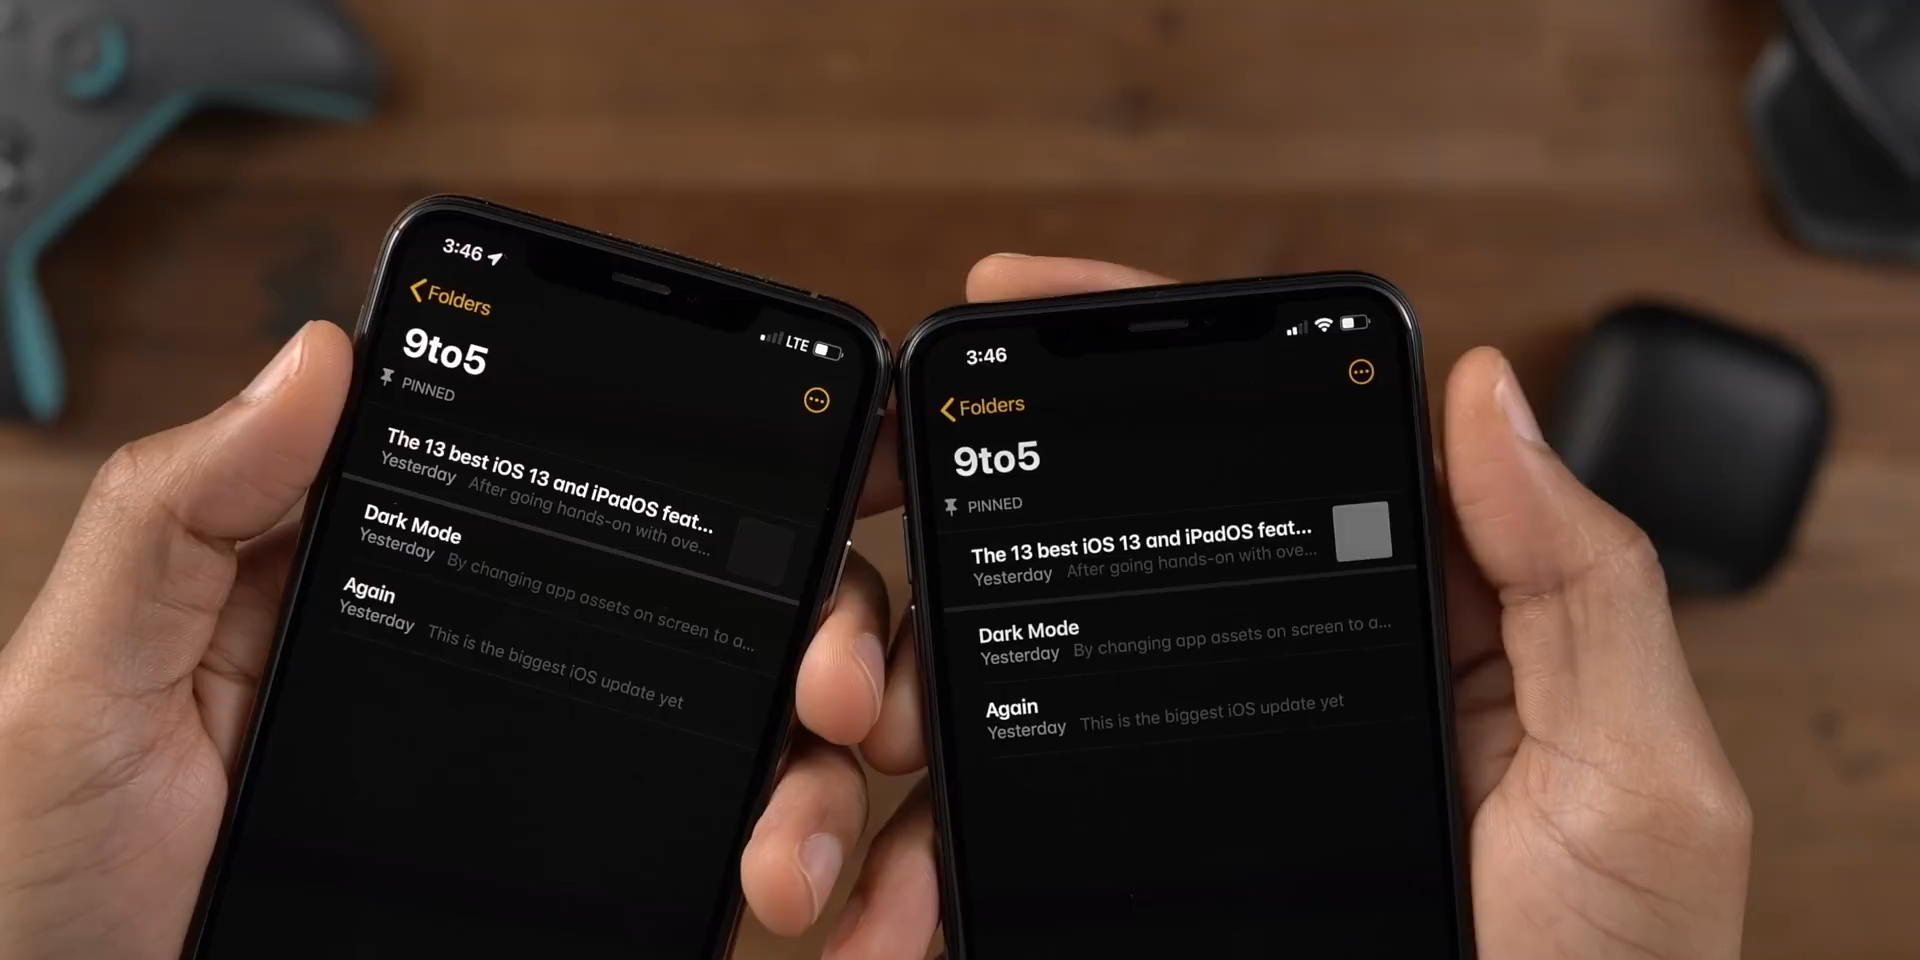 3:46
LTE
Folders
9to5
PINNED
The 13 best iOS 13 and iPadOS feat...
Yesterday After going hands-on with ove...
Dark Mode
Yesterday By changing app assets on screen to a...
Again
Yesterday This is the biggest iOS update yet
3:46
Folders
9to5
PINNED
The 13 best iOS 13 and iPadOS feat...
Yesterday After going hands-on with ove...
Dark Mode
Yesterday By changing app assets on screen to a...
Again
Yesterday This is the biggest iOS update yet